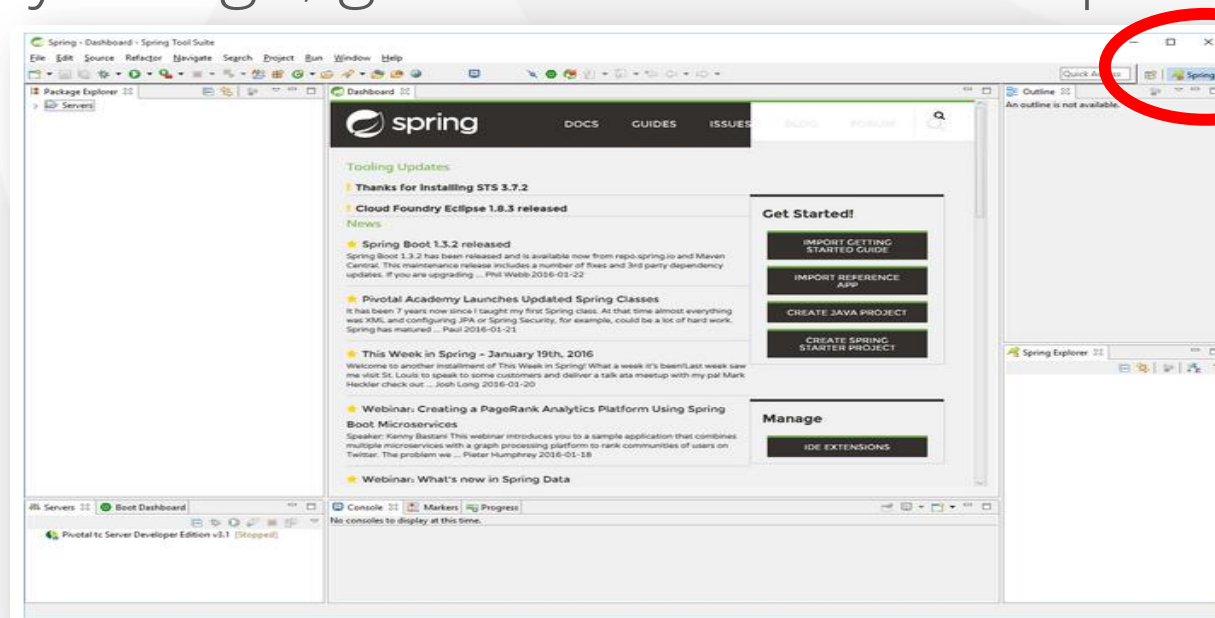 Spring - Dashboard - Spring Tool Suite
File Edit Source Refactor Navigate Search Project Run Window Help
Quick Access
Spring
Package Explorer
Servers
Dashboard
spring
DOCS GUIDES ISSUES BLOG FORUM
Tooling Updates
! Thanks for Installing STS 3.7.2
! Cloud Foundry Eclipse 1.8.3 released
News
Spring Boot 1.3.2 released
Spring Boot 1.3.2 has been released and is available now from repo.spring.io and Maven
Central. This maintenance release includes a number of fixes and 3rd party dependency
updates. If you are upgrading ... Phil Webb 2016-01-22
Pivotal Academy Launches Updated Spring Classes
It has been 7 years now since I taught my first Spring class. At that time almost everything
was XML and configuring JPA or Spring Security, for example, could be a lot of hard work.
Spring has matured ... Paul 2016-01-21
This Week in Spring - January 19th, 2016
Welcome to another installment of This Week in Spring! What a week it's been!Last week saw
me visit St. Louis to speak to some customers and deliver a talk ata meetup with my pal Mark
Heckler check out ... Josh Long 2016-01-20
Webinar: Creating a PageRank Analytics Platform Using Spring
Boot Microservices
Speaker: Kenny Bastani This webinar introduces you to a sample application that combines
multiple microservices with a graph processing platform to rank communities of users on
Twitter. The problem we ... Pieter Humphrey 2016-01-18
Webinar: What's new in Spring Data
Get Started!
IMPORT GETTING
STARTED GUIDE
IMPORT REFERENCE
APP
CREATE JAVA PROJECT
CREATE SPRING
STARTER PROJECT
Manage
IDE EXTENSIONS
Outline
An outline is not available.
Spring Explorer
Servers
Boot Dashboard
Pivotal tc Server Developer Edition v3.1 [Stopped]
Console Markers Progress
No consoles to display at this time.